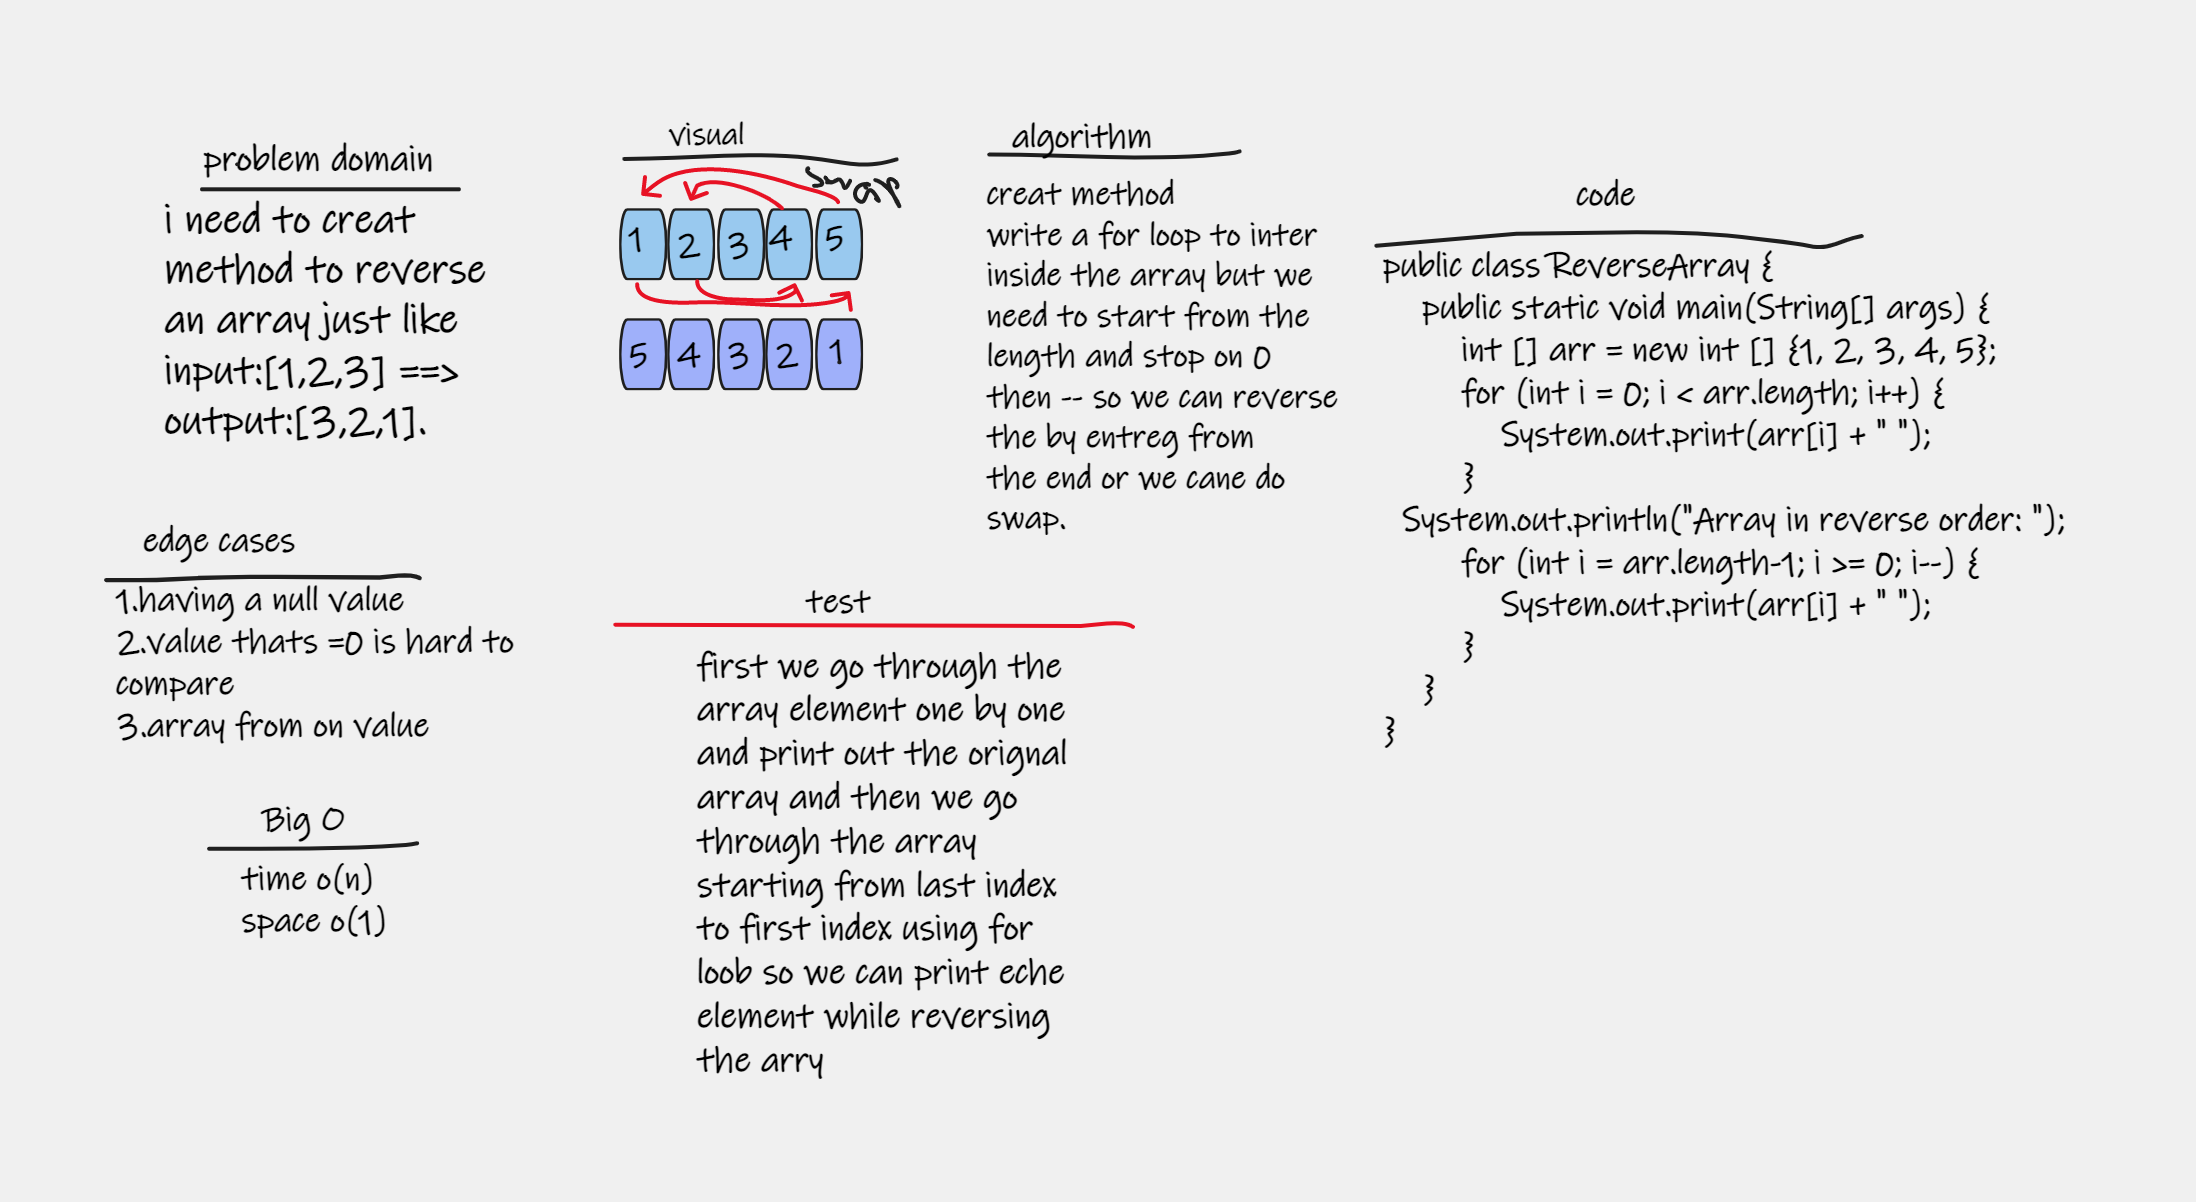 problem domain
i need to creat
method to reverse
an array just like
input:[1,2,3] ==>
output:[3,2,1].
edge cases
1.having a null value
2.value thats =0 is hard to
compare
3.array from on value
Big O
time o(n)
space o(1)
visual
swap
1 2 3 4 5
5 4 3 2 1
test
first we go through the
array element one by one
and print out the orignal
array and then we go
through the array
starting from last index
to first index using for
loob so we can print eche
element while reversing
the arry
algorithm
creat method
write a for loop to inter
inside the array but we
need to start from the
length and stop on 0
then -- so we can reverse
the by entreg from
the end or we cane do
swap.
code
public class ReverseArray {
public static void main(String[] args) {
int [] arr = new int [] {1, 2, 3, 4, 5};
for (int i = 0; i < arr.length; i++) {
System.out.print(arr[i] + " ");
}
System.out.println("Array in reverse order: ");
for (int i = arr.length-1; i >= 0; i--) {
System.out.print(arr[i] + " ");
}
}
}